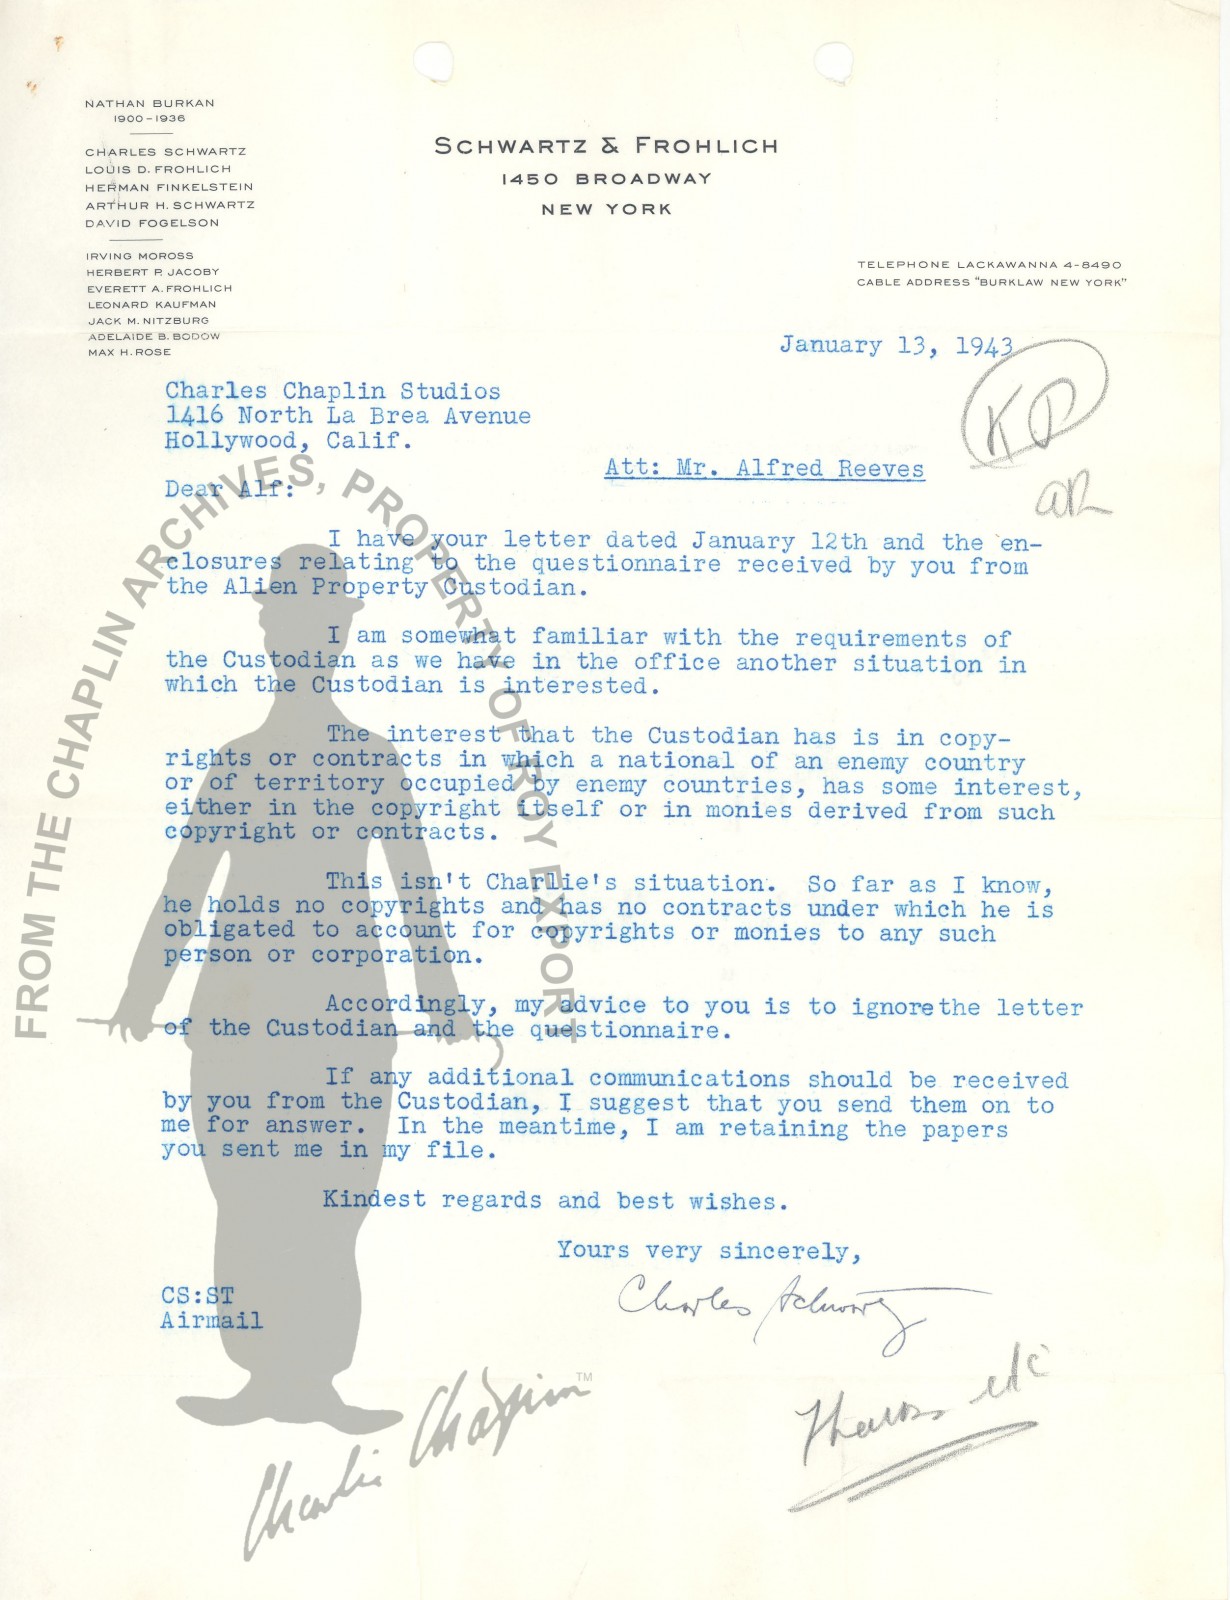 NATHAN BURKAN
1900-1936
CHARLES SCHWARTZ
LOUIS D. FROHLICH
HERMAN FINKELSTEIN
ARTHUR H. SCHWARTZ
DAVID FOGELSON
IRVING MOROSS
HERBERT P. JACOBY
EVERETT A. FROHLICH
LEONARD KAUFMAN
JACK M. NITZBURG
ADELAIDE B. BODOW
MAX H. ROSE
SCHWARTZ & FROHLICH
1450 BROADWAY
NEW YORK
TELEPHONE LACKAWANNA 4-8490
CABLE ADDRESS "BURKLAW NEW YORK"
January 13, 1943
Charles Chaplin Studios
1416 North La Brea Avenue
Hollywood, Calif.
Att: Mr. Alfred Reeves
Dear Alf:
I have your letter dated January 12th and the en-
closures relating to the questionnaire received by you from
the Alien Property Custodian.
I am somewhat familiar with the requirements of
the Custodian as we have in the office another situation in
which the Custodian is interested.
The interest that the Custodian has is in copy-
rights or contracts in which a national of an enemy country
or of territory occupied by enemy countries, has some interest,
either in the copyright itself or in monies derived from such
copyright or contracts.
This isn't Charlie's situation. So far as I know,
he holds no copyrights and has no contracts under which he is
obligated to account for copyrights or monies to any such
person or corporation.
Accordingly, my advice to you is to ignore the letter
of the Custodian and the questionnaire.
If any additional communications should be received
by you from the Custodian, I suggest that you send them on to
me for answer. In the meantime, I am retaining the papers
you sent me in my file.
Kindest regards and best wishes.
Yours very sincerely,
Charles Schwartz
CS:ST
Airmail
FROM THE CHAPLIN ARCHIVES, PROPERTY OF ROY EXPORT
Charlie Chaplin™